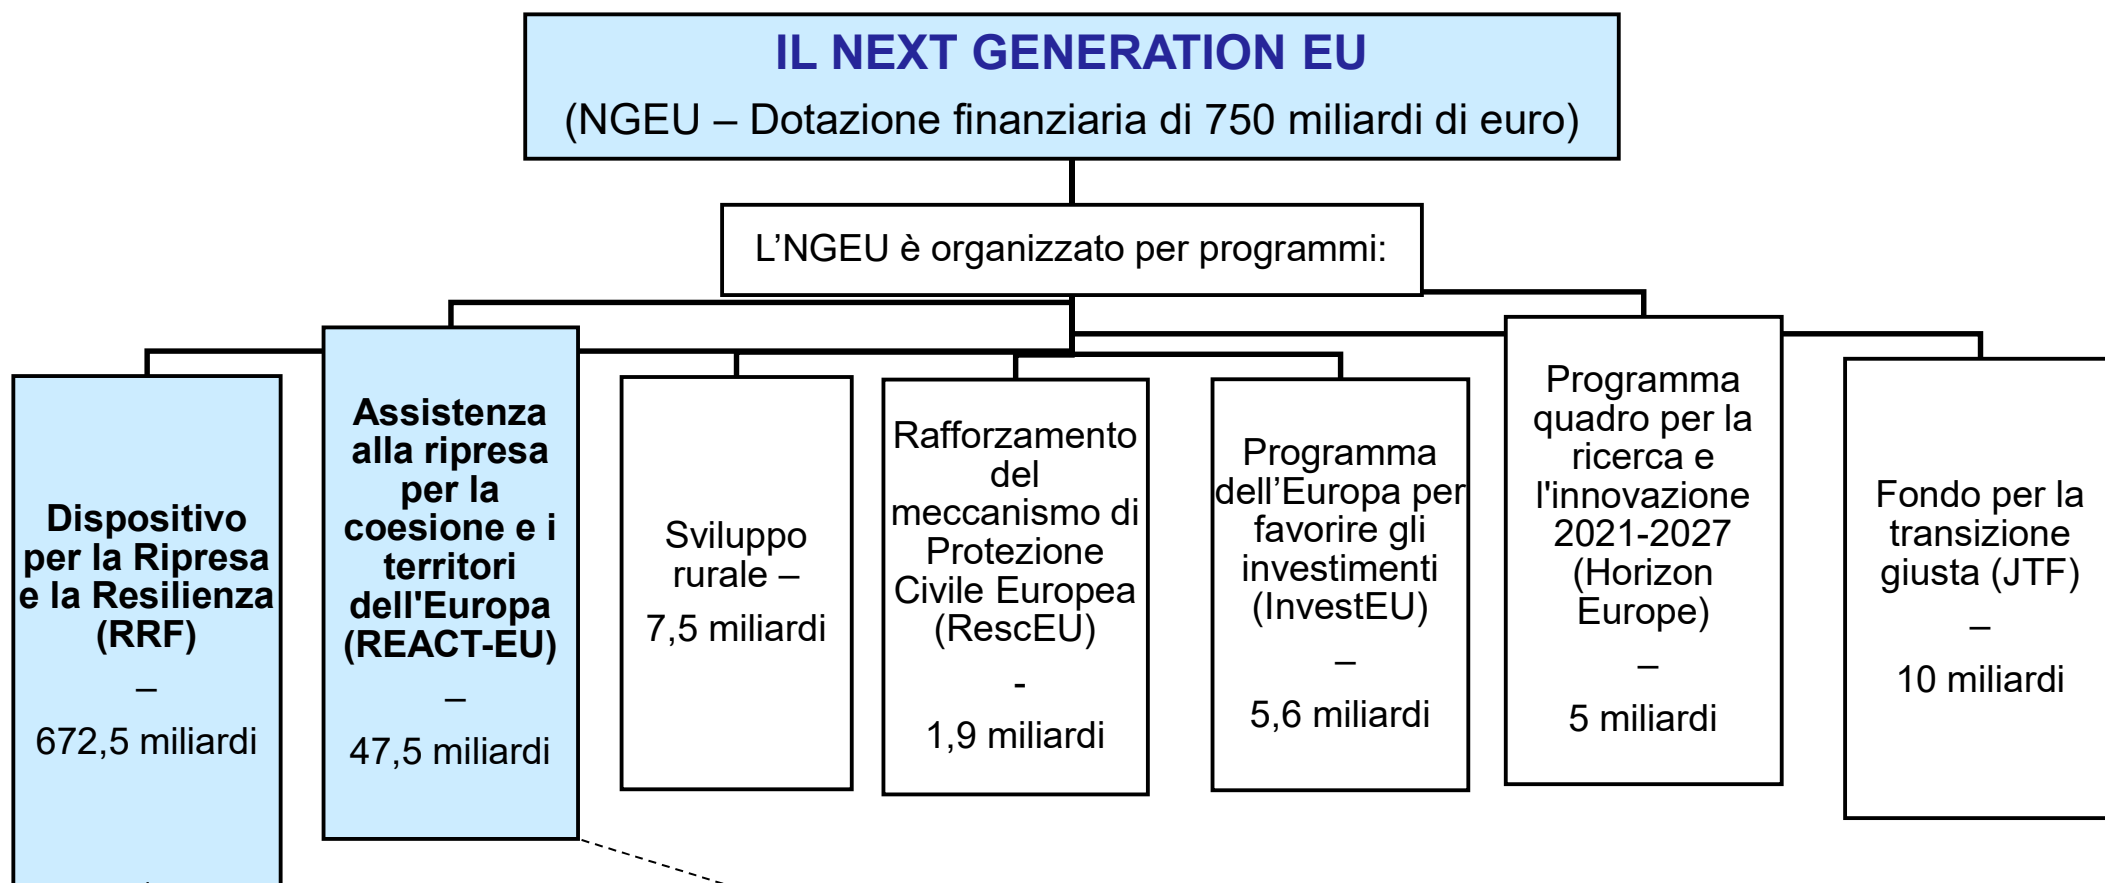 IL NEXT GENERATION EU
(NGEU – Dotazione finanziaria di 750 miliardi di euro)
L’NGEU è organizzato per programmi:
Dispositivo
per la Ripresa
e la Resilienza
(RRF)
–
672,5 miliardi
Assistenza
alla ripresa
per la
coesione e i
territori
dell'Europa
(REACT-EU)
–
47,5 miliardi
Sviluppo
rurale –
7,5 miliardi
Rafforzamento
del
meccanismo di
Protezione
Civile Europea
(RescEU)
-
1,9 miliardi
Programma
dell’Europa per
favorire gli
investimenti
(InvestEU)
–
5,6 miliardi
Programma
quadro per la
ricerca e
l'innovazione
2021-2027
(Horizon
Europe)
–
5 miliardi
Fondo per la
transizione
giusta (JTF)
–
10 miliardi